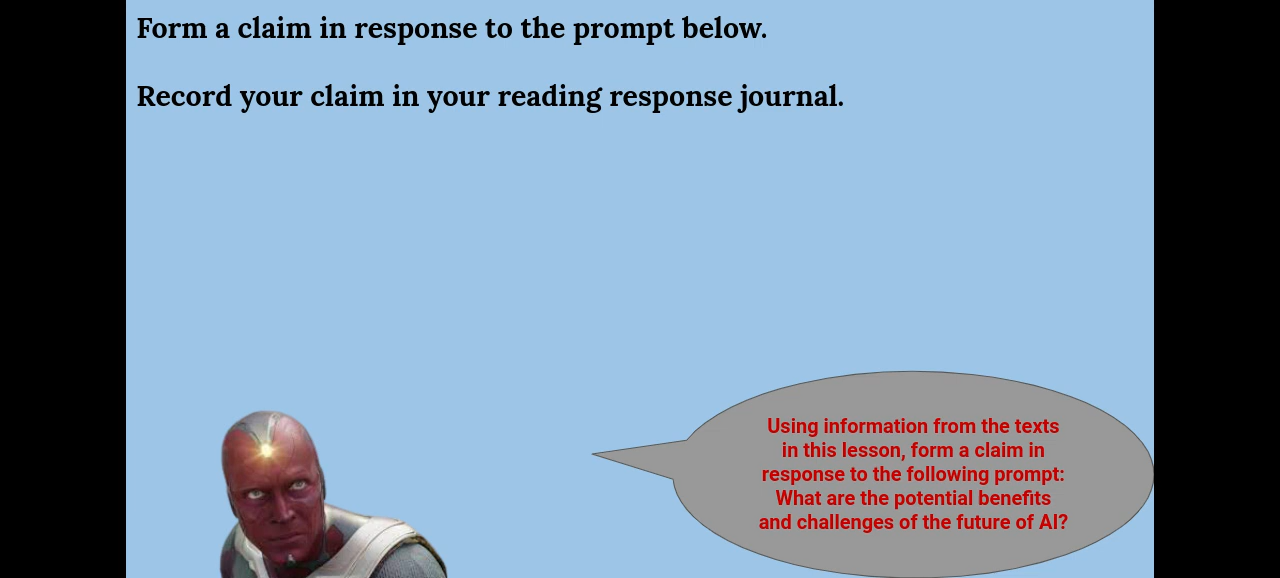 Form a claim in response to the prompt below.
Record your claim in your reading response journal.
Using information from the texts
in this lesson, form a claim in
response to the following prompt:
What are the potential benefits
and challenges of the future of AI?